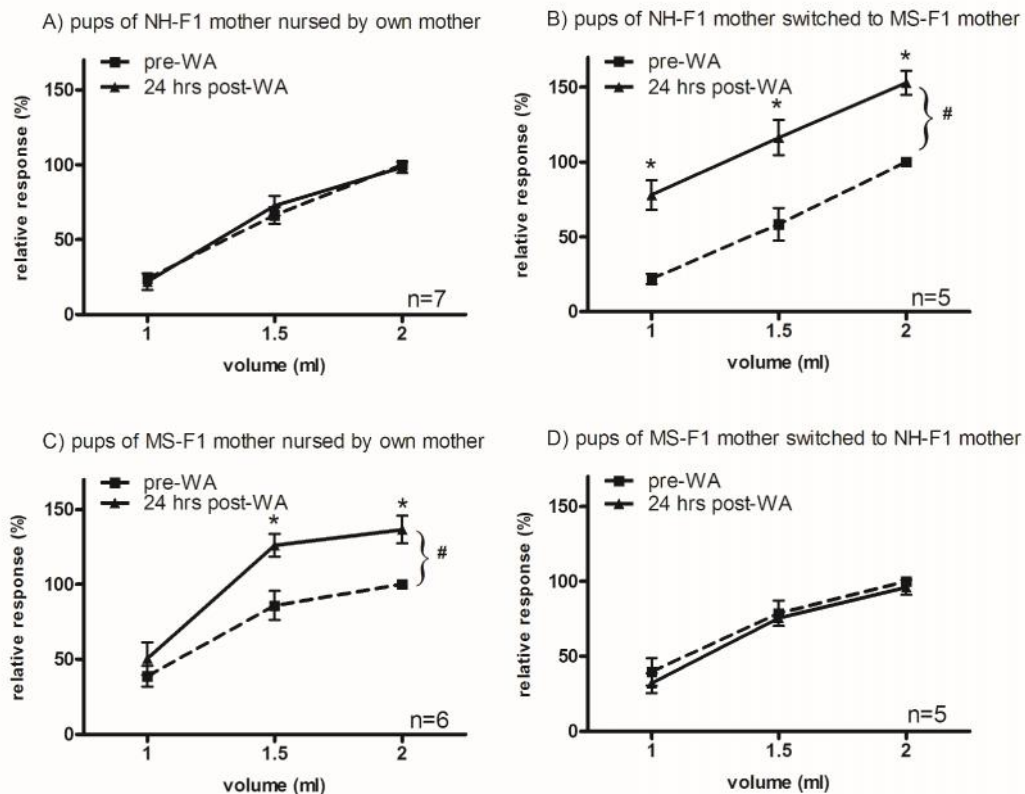 A) pups of NH-F1 mother nursed by own mother
pre-WA
24 hrs post-WA
150
100
50
0
relative response (%)
1
1.5
2
volume (ml)
n=7
B) pups of NH-F1 mother switched to MS-F1 mother
pre-WA
24 hrs post-WA
*
*
*
#
150
100
50
0
relative response (%)
1
1.5
2
volume (ml)
n=5
C) pups of MS-F1 mother nursed by own mother
pre-WA
24 hrs post-WA
*
*
#
150
100
50
0
relative response (%)
1
1.5
2
volume (ml)
n=6
D) pups of MS-F1 mother switched to NH-F1 mother
pre-WA
24 hrs post-WA
150
100
50
0
relative response (%)
1
1.5
2
volume (ml)
n=5